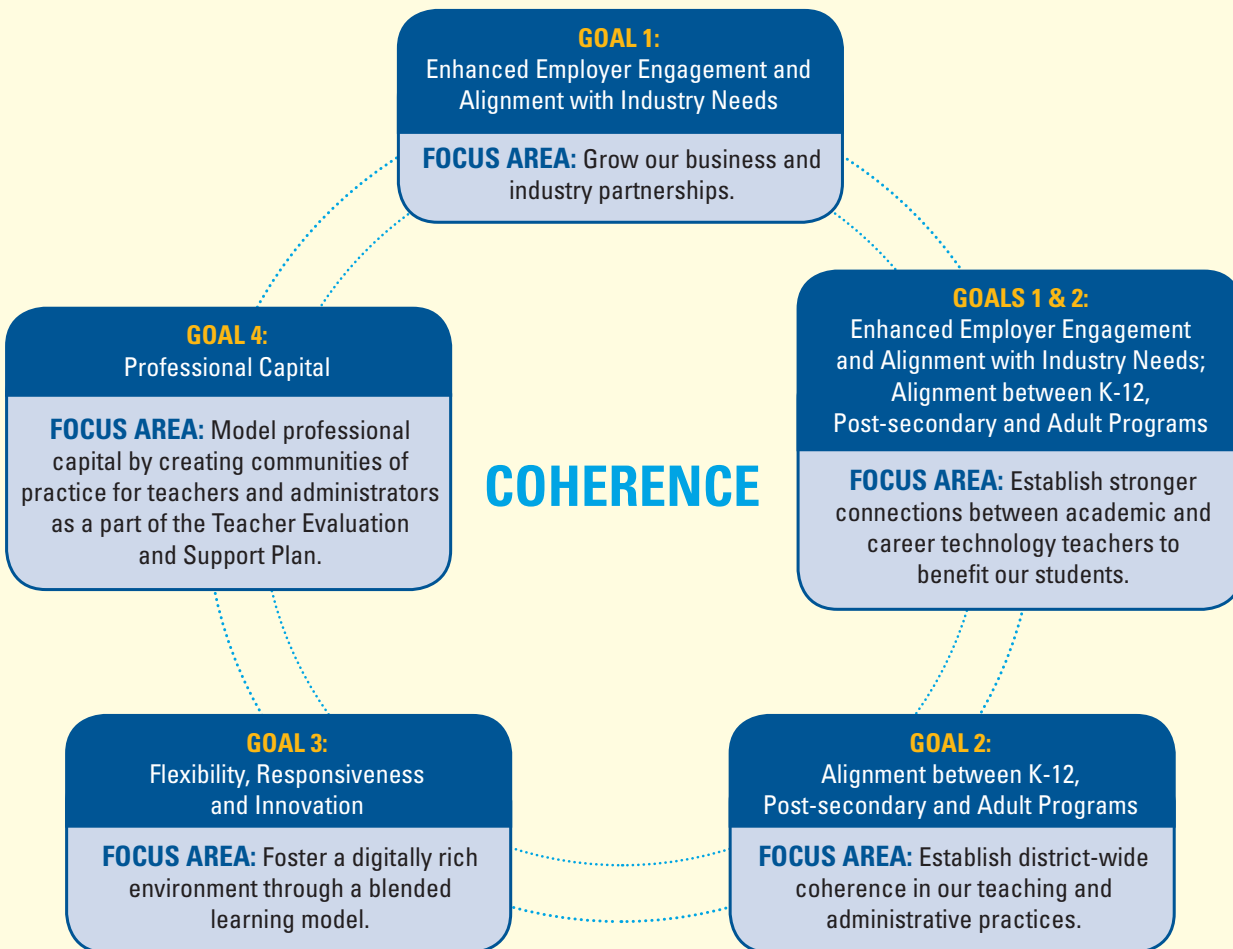 GOAL 1:
Enhanced Employer Engagement and
Alignment with Industry Needs
FOCUS AREA: Grow our business and
industry partnerships.
GOALS 1 & 2:
Enhanced Employer Engagement
and Alignment with Industry Needs;
Alignment between K-12,
Post-secondary and Adult Programs
FOCUS AREA: Establish stronger
connections between academic and
career technology teachers to
benefit our students.
GOAL 4:
Professional Capital
FOCUS AREA: Model professional
capital by creating communities of
practice for teachers and administrators
as a part of the Teacher Evaluation
and Support Plan.
COHERENCE
GOAL 3:
Flexibility, Responsiveness
and Innovation
FOCUS AREA: Foster a digitally rich
environment through a blended
learning model.
GOAL 2:
Alignment between K-12,
Post-secondary and Adult Programs
FOCUS AREA: Establish district-wide
coherence in our teaching and
administrative practices.